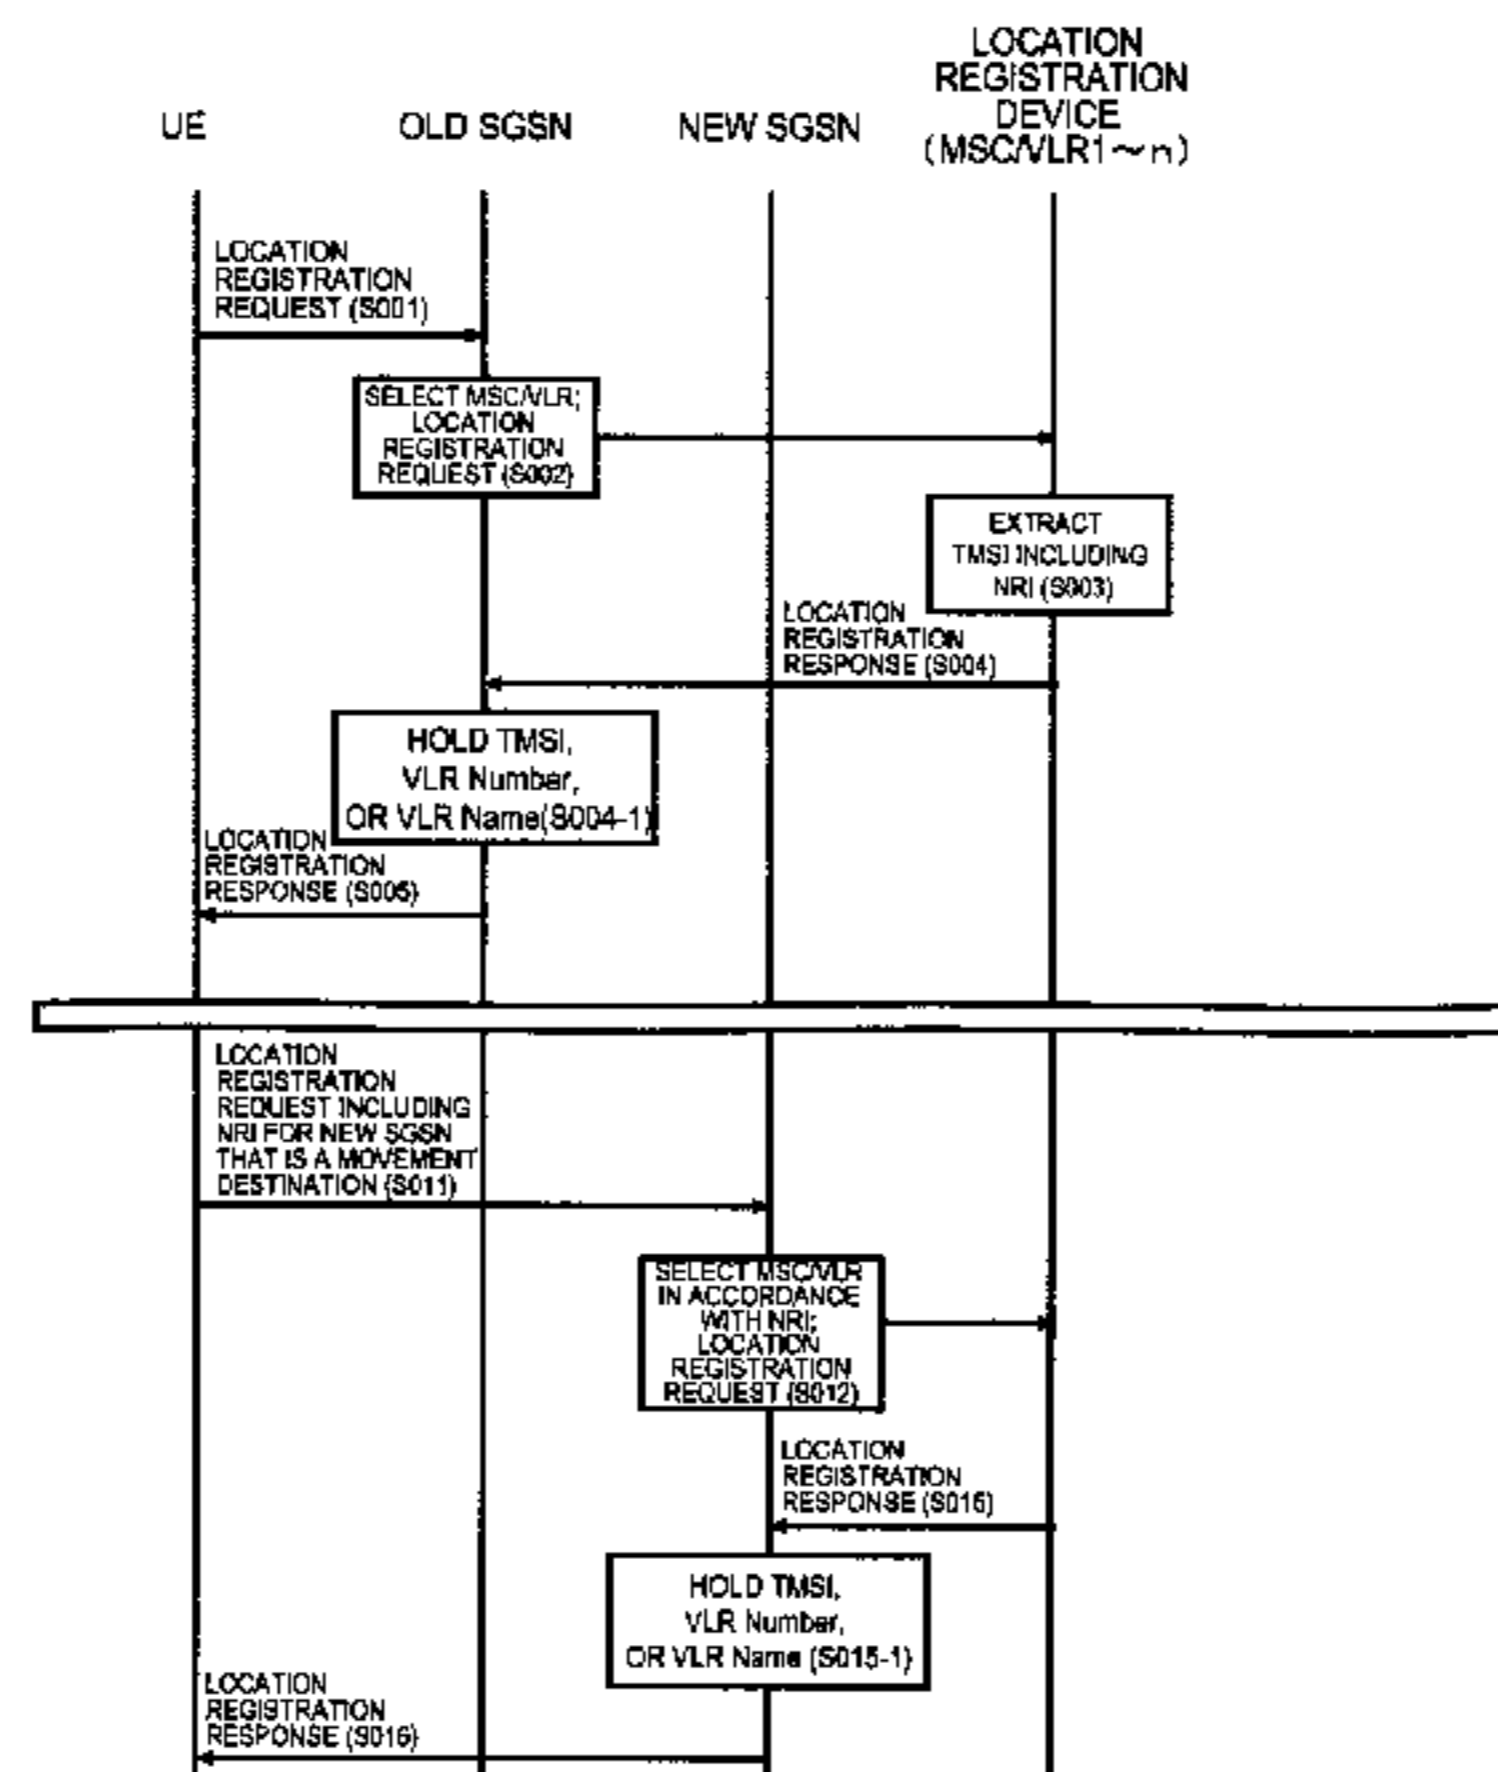 UE
OLD SGSN
NEW SGSN
LOCATION
REGISTRATION
DEVICE
(MSC/VLR1～n)
LOCATION
REGISTRATION
REQUEST (S001)
SELECT MSC/VLR;
LOCATION
REGISTRATION
REQUEST (S002)
EXTRACT
TMSI INCLUDING
NRI (S003)
LOCATION
REGISTRATION
RESPONSE (S004)
HOLD TMSI,
VLR Number,
OR VLR Name(S004-1)
LOCATION
REGISTRATION
RESPONSE (S005)
LOCATION
REGISTRATION
REQUEST INCLUDING
NRI FOR NEW SGSN
THAT IS A MOVEMENT
DESTINATION (S011)
SELECT MSC/VLR
IN ACCORDANCE
WITH NRI;
LOCATION
REGISTRATION
REQUEST (S012)
LOCATION
REGISTRATION
RESPONSE (S015)
HOLD TMSI,
VLR Number,
OR VLR Name (S015-1)
LOCATION
REGISTRATION
RESPONSE (S016)